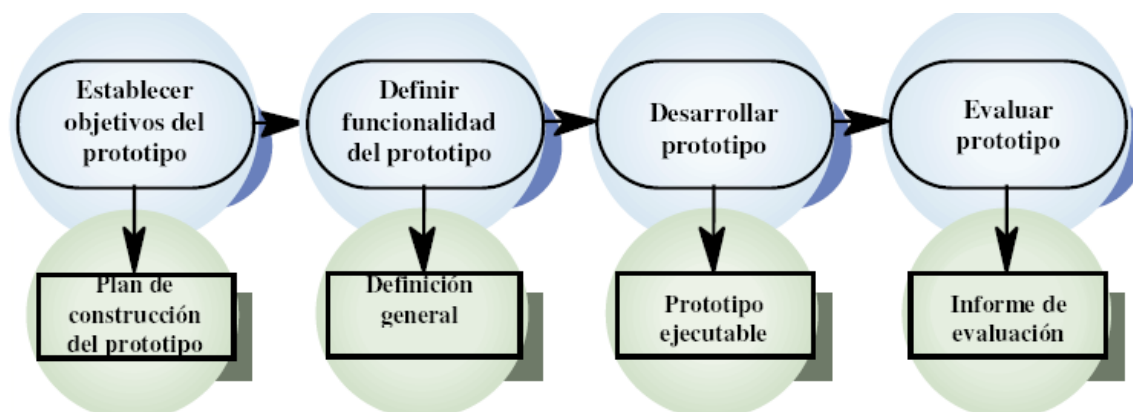 Establecer
objetivos del
prototipo
Definir
funcionalidad
del prototipo
Desarrollar
prototipo
Evaluar
prototipo
Plan de
construcción
del prototipo
Definición
general
Prototipo
ejecutable
Informe de
evaluación